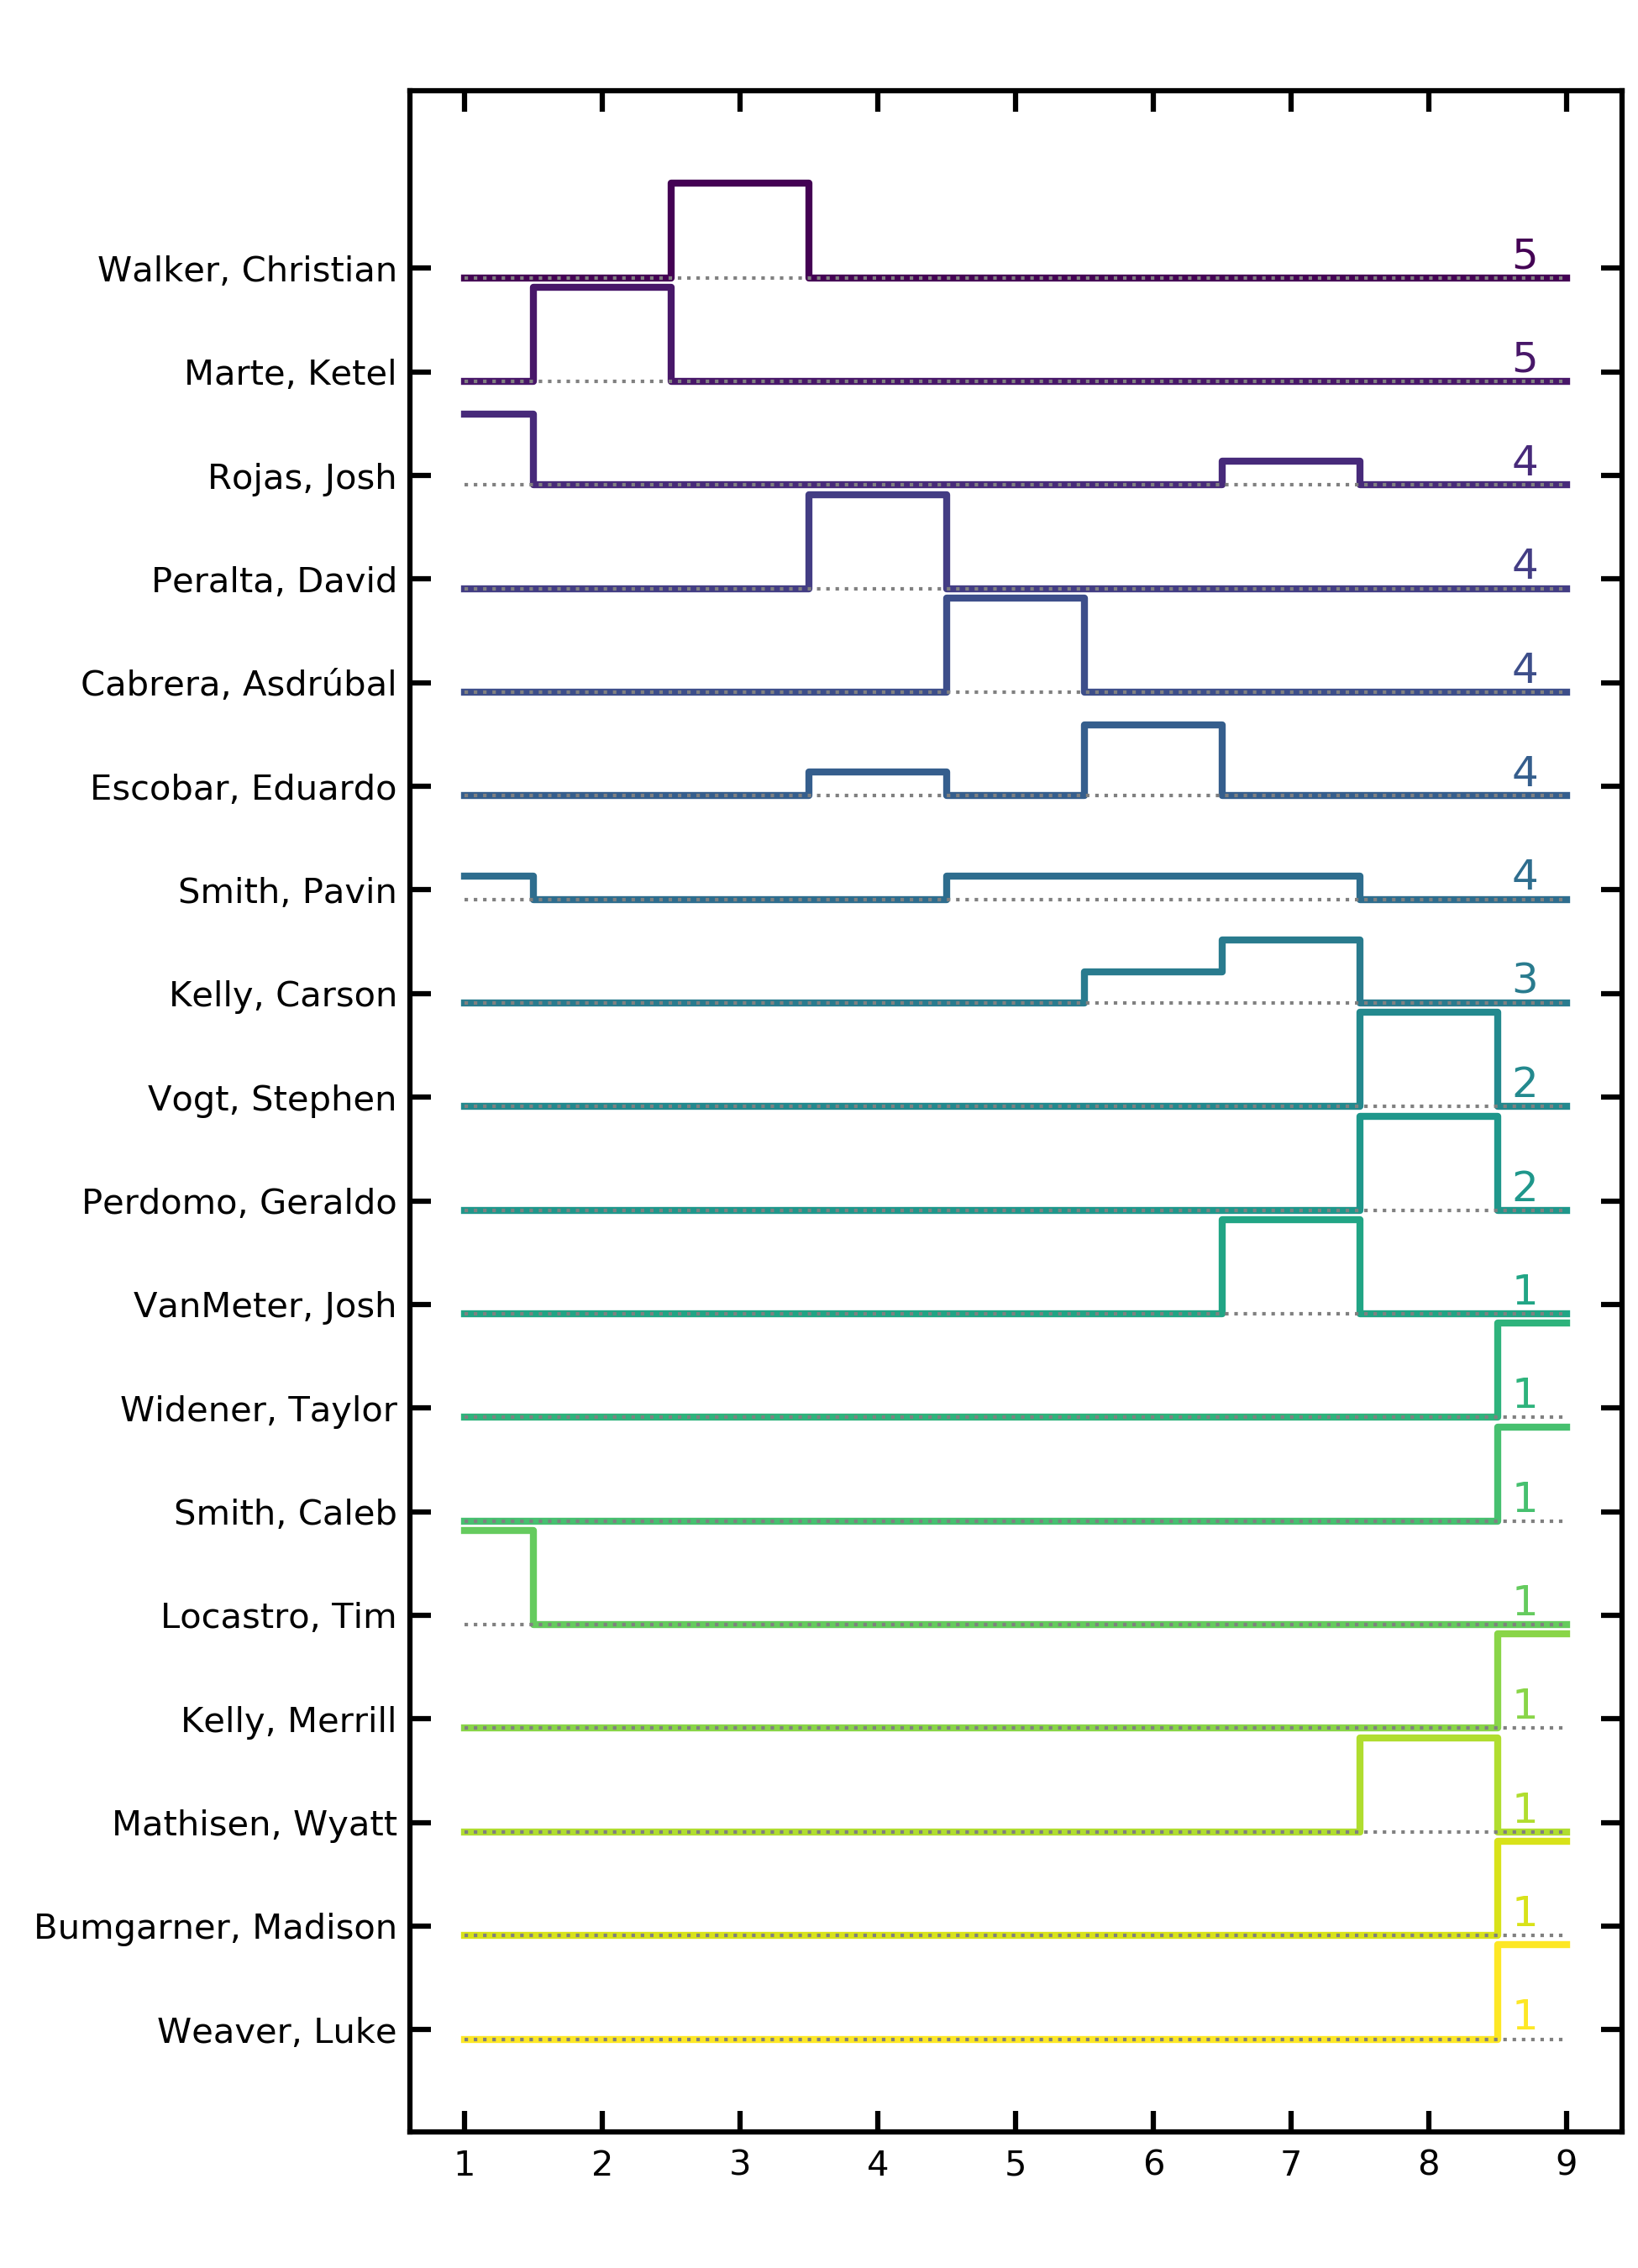 Walker, Christian 5
Marte, Ketel 5
Rojas, Josh 4
Peralta, David 4
Cabrera, Asdrúbal 4
Escobar, Eduardo 4
Smith, Pavin 4
Kelly, Carson 3
Vogt, Stephen 2
Perdomo, Geraldo 2
VanMeter, Josh 1
Widener, Taylor 1
Smith, Caleb 1
Locastro, Tim 1
Kelly, Merrill 1
Mathisen, Wyatt 1
Bumgarner, Madison 1
Weaver, Luke 1
1 2 3 4 5 6 7 8 9